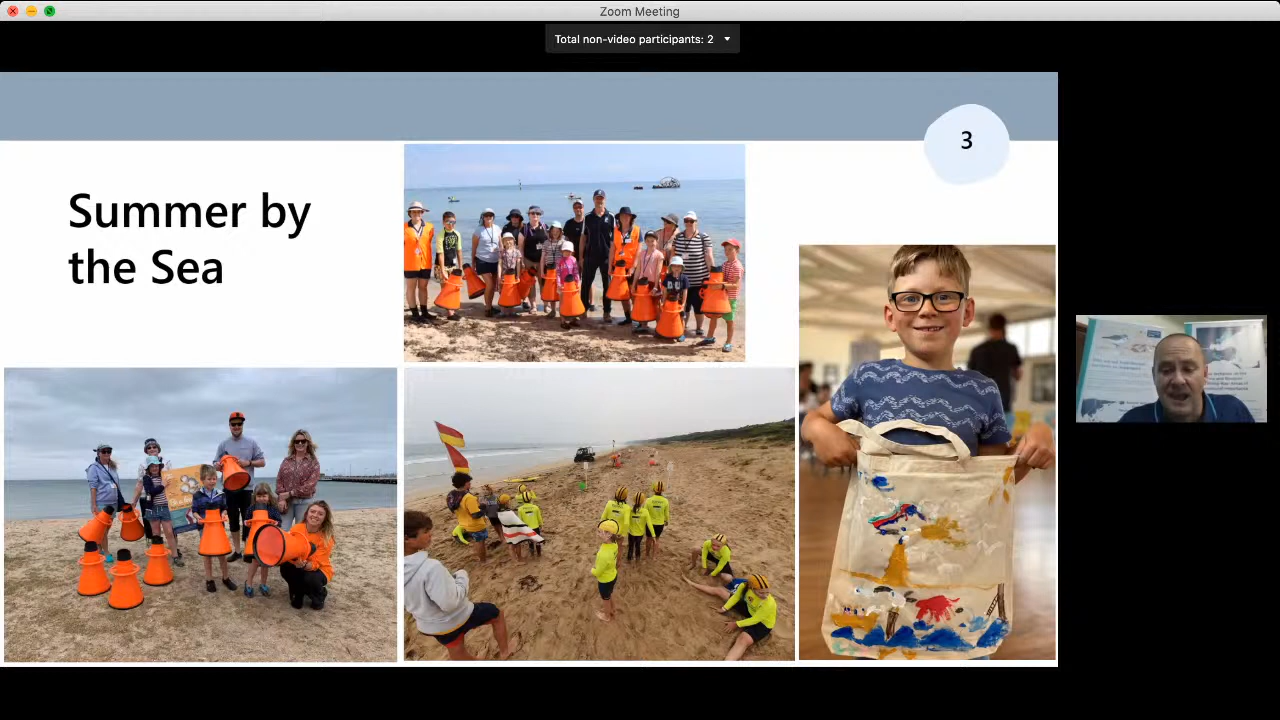 Zoom Meeting
Total non-video participants: 2
3
Summer by
the Sea